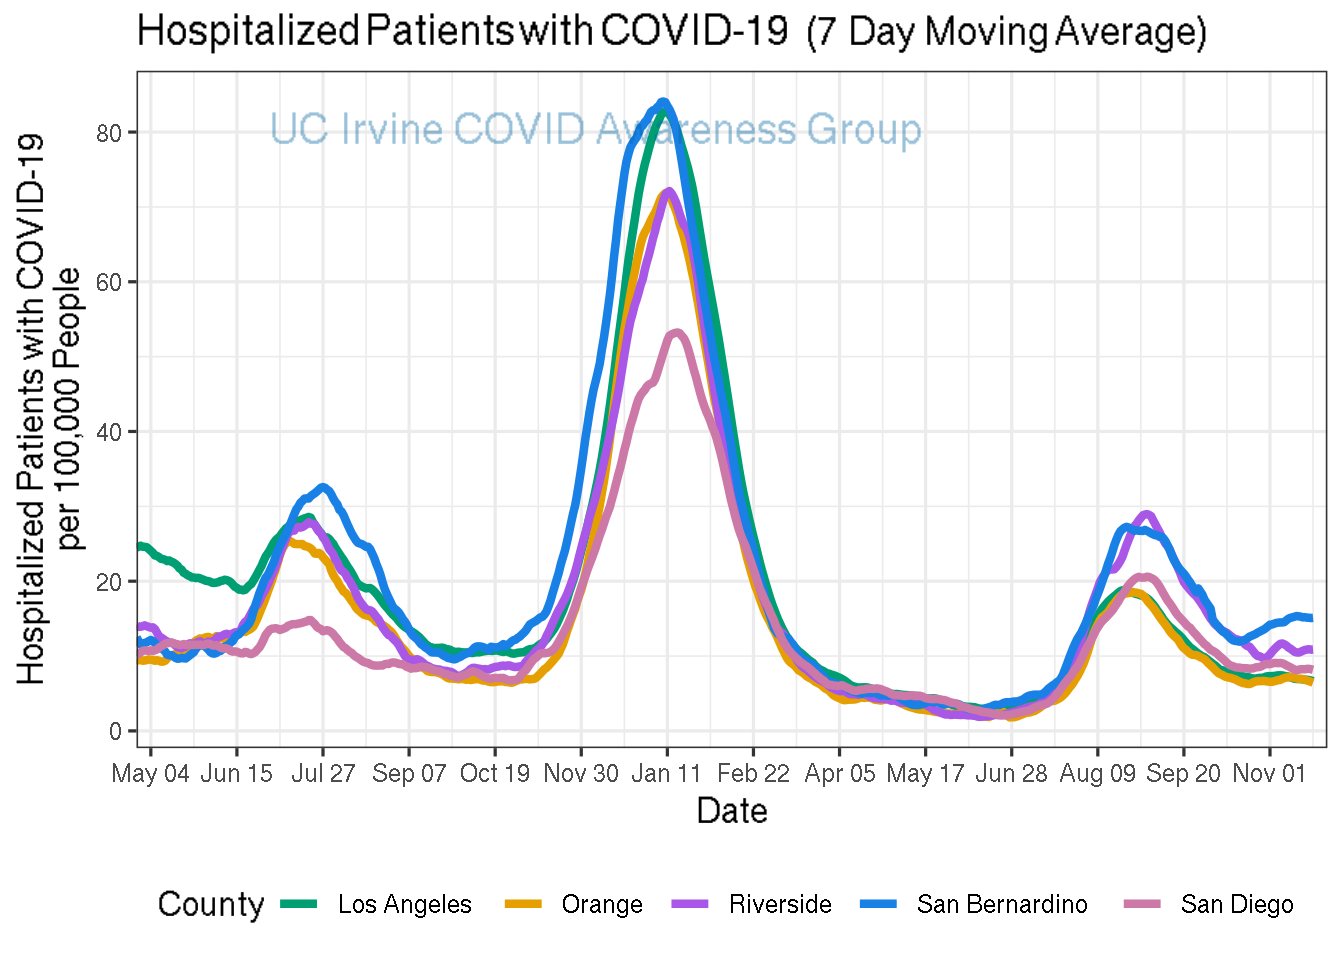 Hospitalized Patients with COVID-19 (7 Day Moving Average)
UC Irvine COVID Awareness Group
Hospitalized Patients with COVID-19
per 100,000 People
80
60
40
20
0
May 04 Jun 15 Jul 27 Sep 07 Oct 19 Nov 30 Jan 11 Feb 22 Apr 05 May 17 Jun 28 Aug 09 Sep 20 Nov 01
Date
County Los Angeles Orange Riverside San Bernardino San Diego